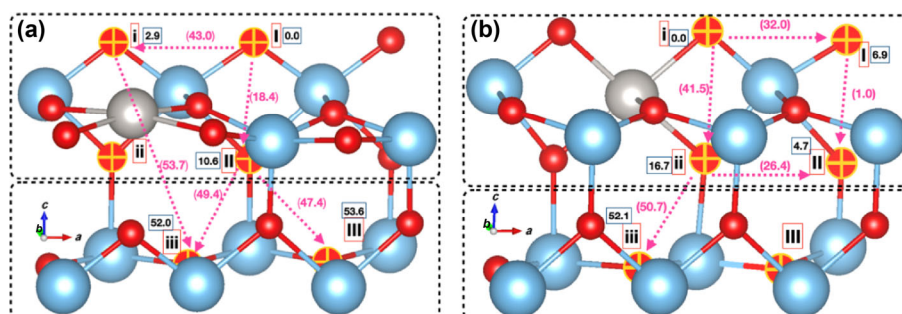 (a)
i 2.9 (43.0) I 0.0
(18.4)
ii (53.7) 10.6 II
(49.4) (47.4)
52.0 53.6
iii III
c
b a
(b)
i 0.0 (32.0) I 6.9
(41.5) (1.0)
16.7 ii 4.7 II
(26.4)
52.1 (50.7)
iii III
c
b a